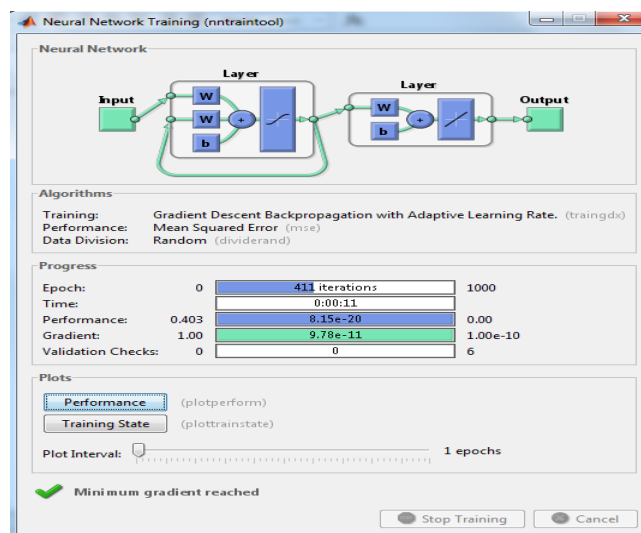 Neural Network Training (nntraintool)
Neural Network
Layer
Layer
Input
Output
W
W
b
+
W
b
+
Algorithms
Training: Gradient Descent Backpropagation with Adaptive Learning Rate. (traingdx)
Performance: Mean Squared Error (mse)
Data Division: Random (dividerand)
Progress
Epoch: 0 411 iterations 1000
Time: 0:00:11
Performance: 0.403 8.15e-20 0.00
Gradient: 1.00 9.78e-11 1.00e-10
Validation Checks: 0 0 6
Plots
Performance (plotperform)
Training State (plottrainstate)
Plot Interval: 1 epochs
Minimum gradient reached
Stop Training Cancel